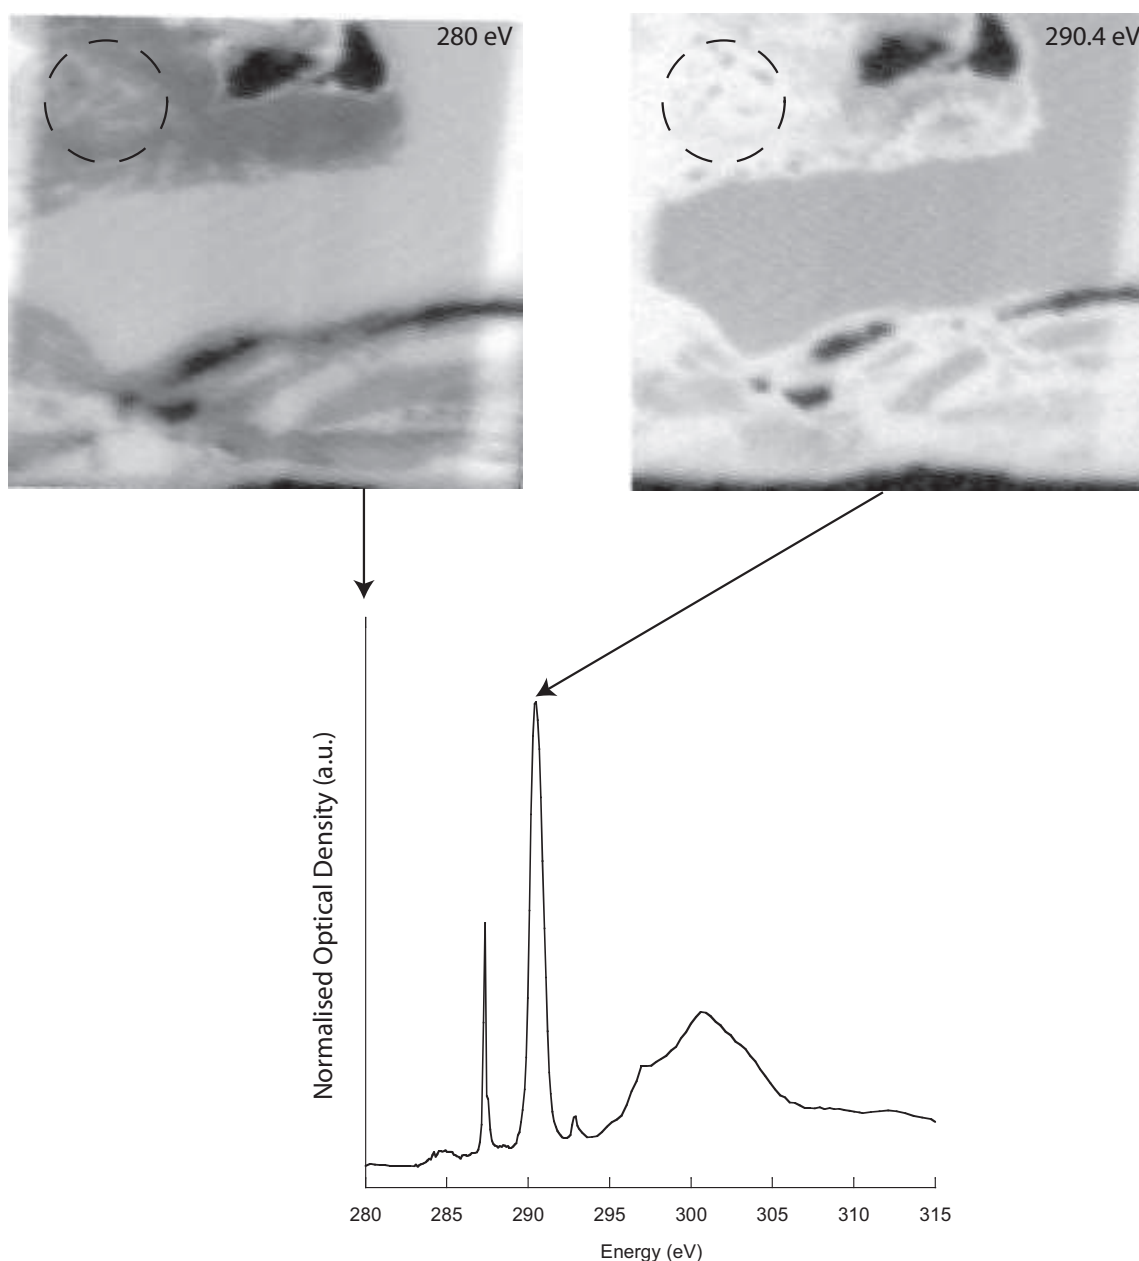 280 eV
290.4 eV
Normalised Optical Density (a.u.)
280 285 290 295 300 305 310 315
Energy (eV)